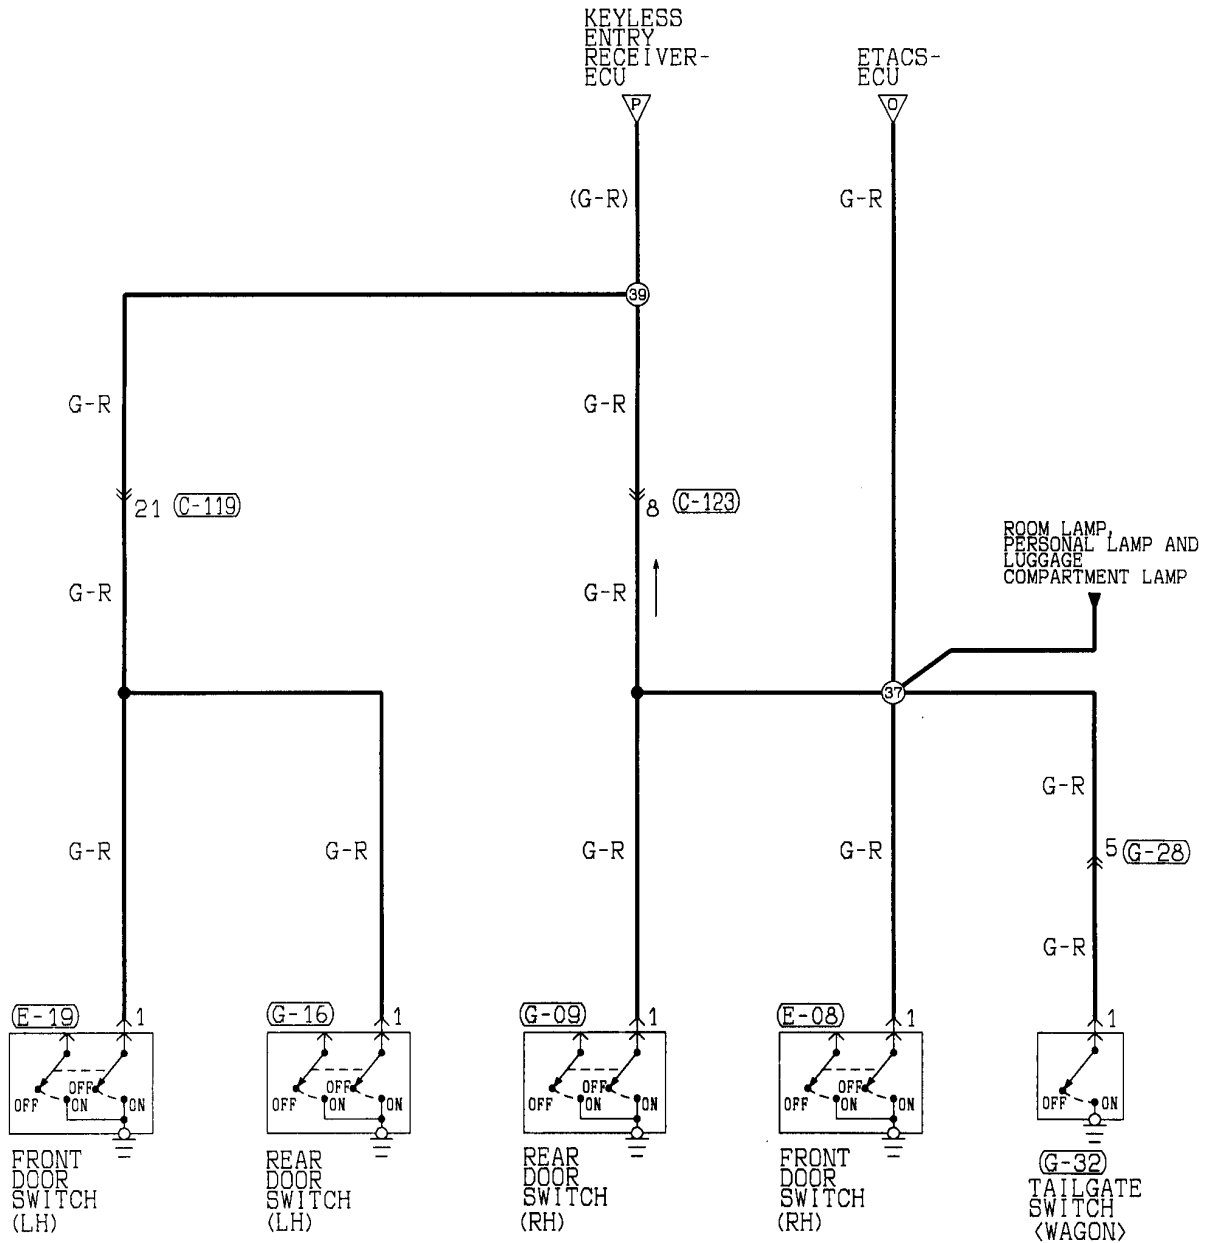 KEYLESS
ENTRY
RECEIVER-
ECU
P
ETACS-
ECU
O
(G-R)
G-R
39
G-R
G-R
21 C-119
8 C-123
ROOM LAMP,
PERSONAL LAMP AND
LUGGAGE
COMPARTMENT LAMP
G-R
G-R
37
G-R
5 G-28
G-R
G-R
G-R
G-R
G-R
E-19 1
G-16 1
G-09 1
E-08 1
1
OFF OFF ON ON
OFF OFF ON ON
OFF OFF ON ON
OFF OFF ON ON
OFF ON
FRONT
DOOR
SWITCH
(LH)
REAR
DOOR
SWITCH
(LH)
REAR
DOOR
SWITCH
(RH)
FRONT
DOOR
SWITCH
(RH)
G-32
TAILGATE
SWITCH
<WAGON>